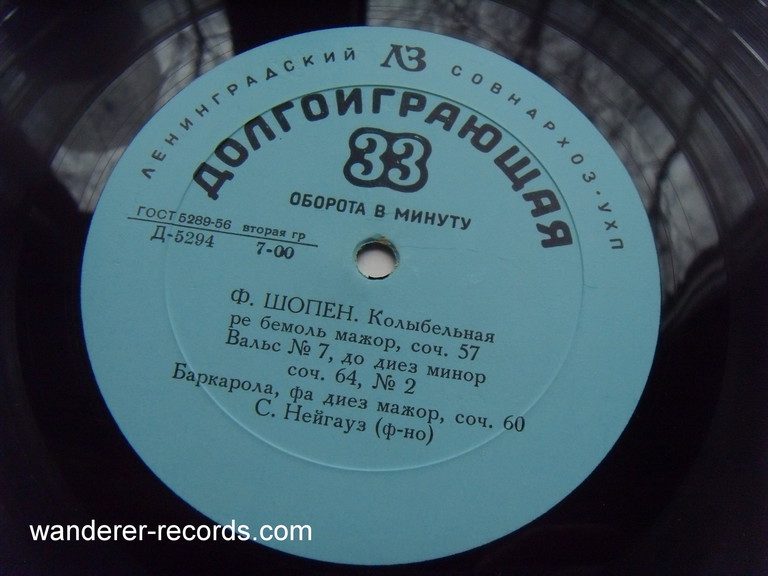 ЛЕНИНГРАДСКИЙ ЛЗ СОВНАРХОЗ·УХП
ДОЛГОИГРАЮЩАЯ
33
ОБОРОТА В МИНУТУ
ГОСТ 5289-56 вторая гр
Д-5294 7-00
Ф. ШОПЕН. Колыбельная
ре бемоль мажор, соч. 57
Вальс № 7, до диез минор
соч. 64, № 2
Баркарола, фа диез мажор, соч. 60
С. Нейгауз (ф-но)
wanderer-records.com